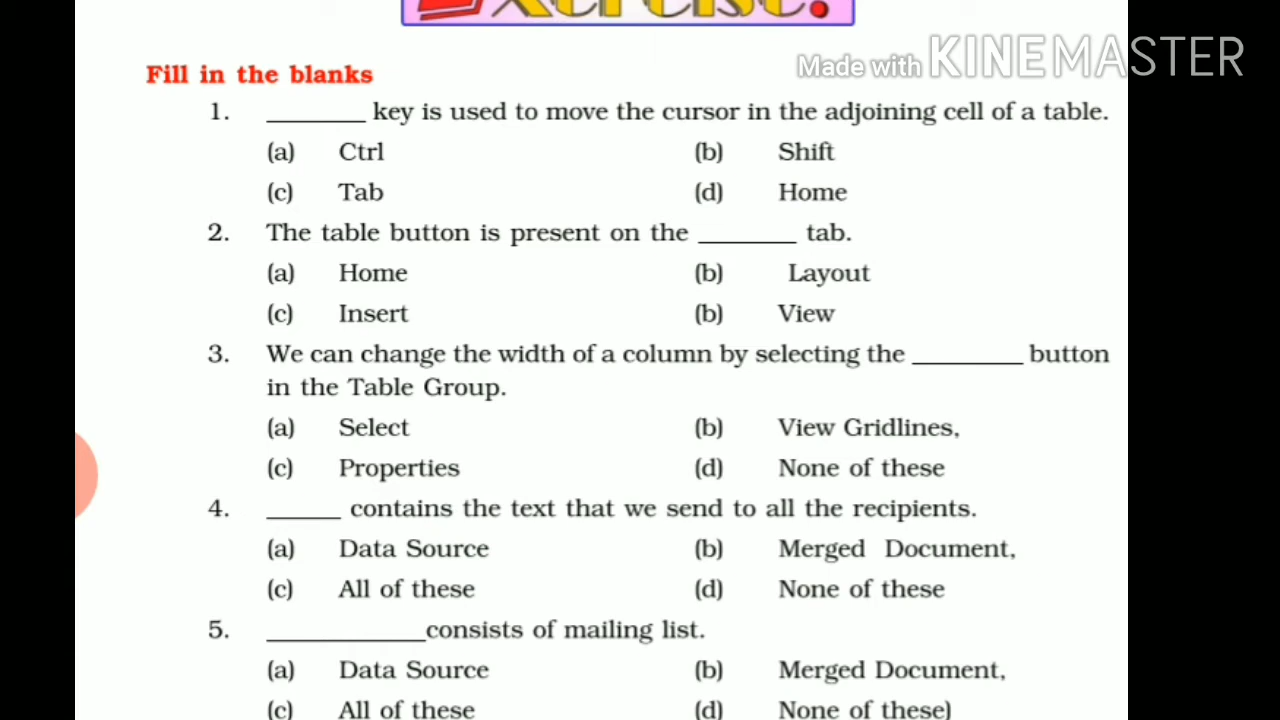 Exercise!
Made with KINEMASTER
Fill in the blanks
1. ________ key is used to move the cursor in the adjoining cell of a table.
(a) Ctrl (b) Shift
(c) Tab (d) Home
2. The table button is present on the ________ tab.
(a) Home (b) Layout
(c) Insert (b) View
3. We can change the width of a column by selecting the _________ button
in the Table Group.
(a) Select (b) View Gridlines,
(c) Properties (d) None of these
4. ______ contains the text that we send to all the recipients.
(a) Data Source (b) Merged Document,
(c) All of these (d) None of these
5. _____________consists of mailing list.
(a) Data Source (b) Merged Document,
(c) All of these (d) None of these)